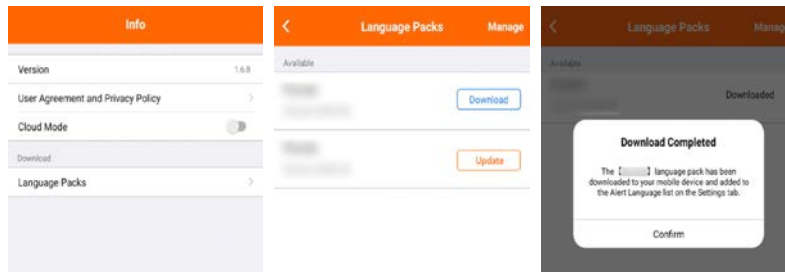 Info
Version 1.6.8
User Agreement and Privacy Policy
Cloud Mode
Download
Language Packs
Language Packs Manage
Available
Download
Update
Language Packs Manag
Available
Downloaded
Download Completed
The 【 】 language pack has been
downloaded to your mobile device and added to
the Alert Language list on the Settings tab.
Confirm